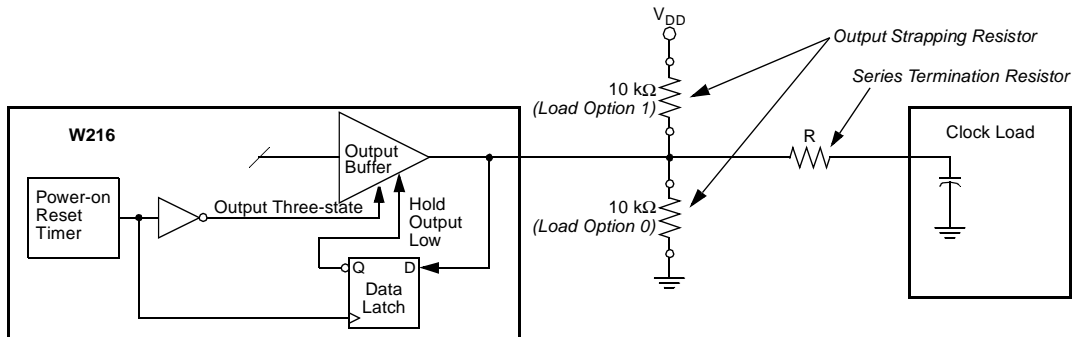 VDD
Output Strapping Resistor
Series Termination Resistor
10 kΩ
(Load Option 1)
W216
Output
Buffer
R
Clock Load
Power-on
Reset
Timer
Output Three-state
Hold
Output
Low
10 kΩ
(Load Option 0)
Q
D
Data
Latch